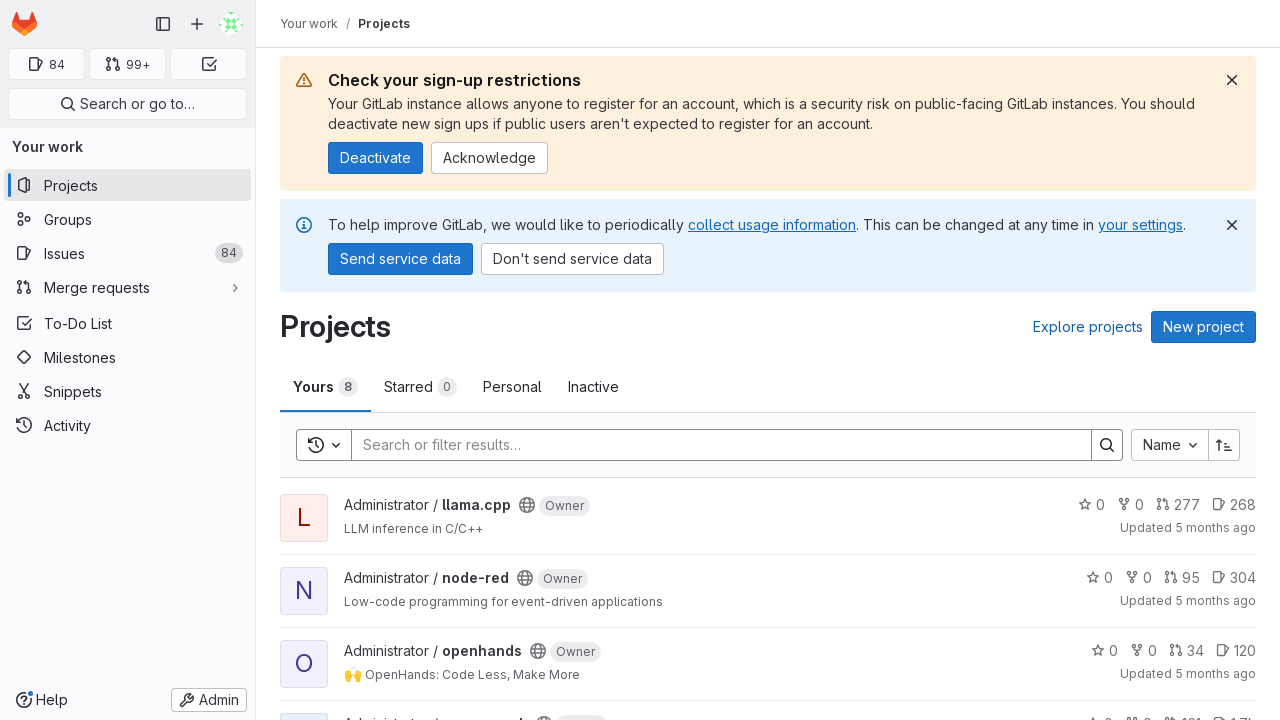 Your work / Projects
84
99+
Search or go to…
Your work
Projects
Groups
Issues 84
Merge requests
To-Do List
Milestones
Snippets
Activity
Help
Admin
Check your sign-up restrictions
Your GitLab instance allows anyone to register for an account, which is a security risk on public-facing GitLab instances. You should
deactivate new sign ups if public users aren't expected to register for an account.
Deactivate
Acknowledge
To help improve GitLab, we would like to periodically collect usage information. This can be changed at any time in your settings.
Send service data
Don't send service data
Projects
Explore projects
New project
Yours 8
Starred 0
Personal
Inactive
Search or filter results…
Name
L
Administrator / llama.cpp
Owner
0 0 277 268
LLM inference in C/C++
Updated 5 months ago
N
Administrator / node-red
Owner
0 0 95 304
Low-code programming for event-driven applications
Updated 5 months ago
O
Administrator / openhands
Owner
0 0 34 120
🙌 OpenHands: Code Less, Make More
Updated 5 months ago